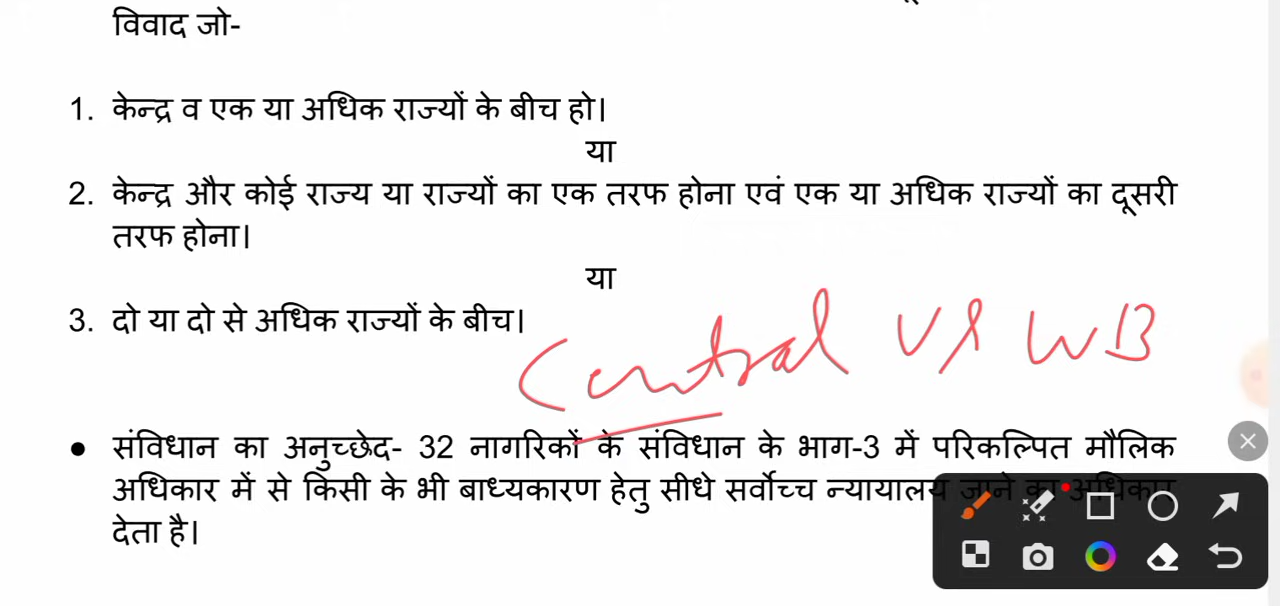 विवाद जो-
1. केन्द्र व एक या अधिक राज्यों के बीच हो।
या
2. केन्द्र और कोई राज्य या राज्यों का एक तरफ होना एवं एक या अधिक राज्यों का दूसरी
तरफ होना।
या
3. दो या दो से अधिक राज्यों के बीच।
Central VS WB
● संविधान का अनुच्छेद- 32 नागरिकों के संविधान के भाग-3 में परिकल्पित मौलिक
अधिकार में से किसी के भी बाध्यकारण हेतु सीधे सर्वोच्च न्यायालय जाने का अधिकार
देता है।